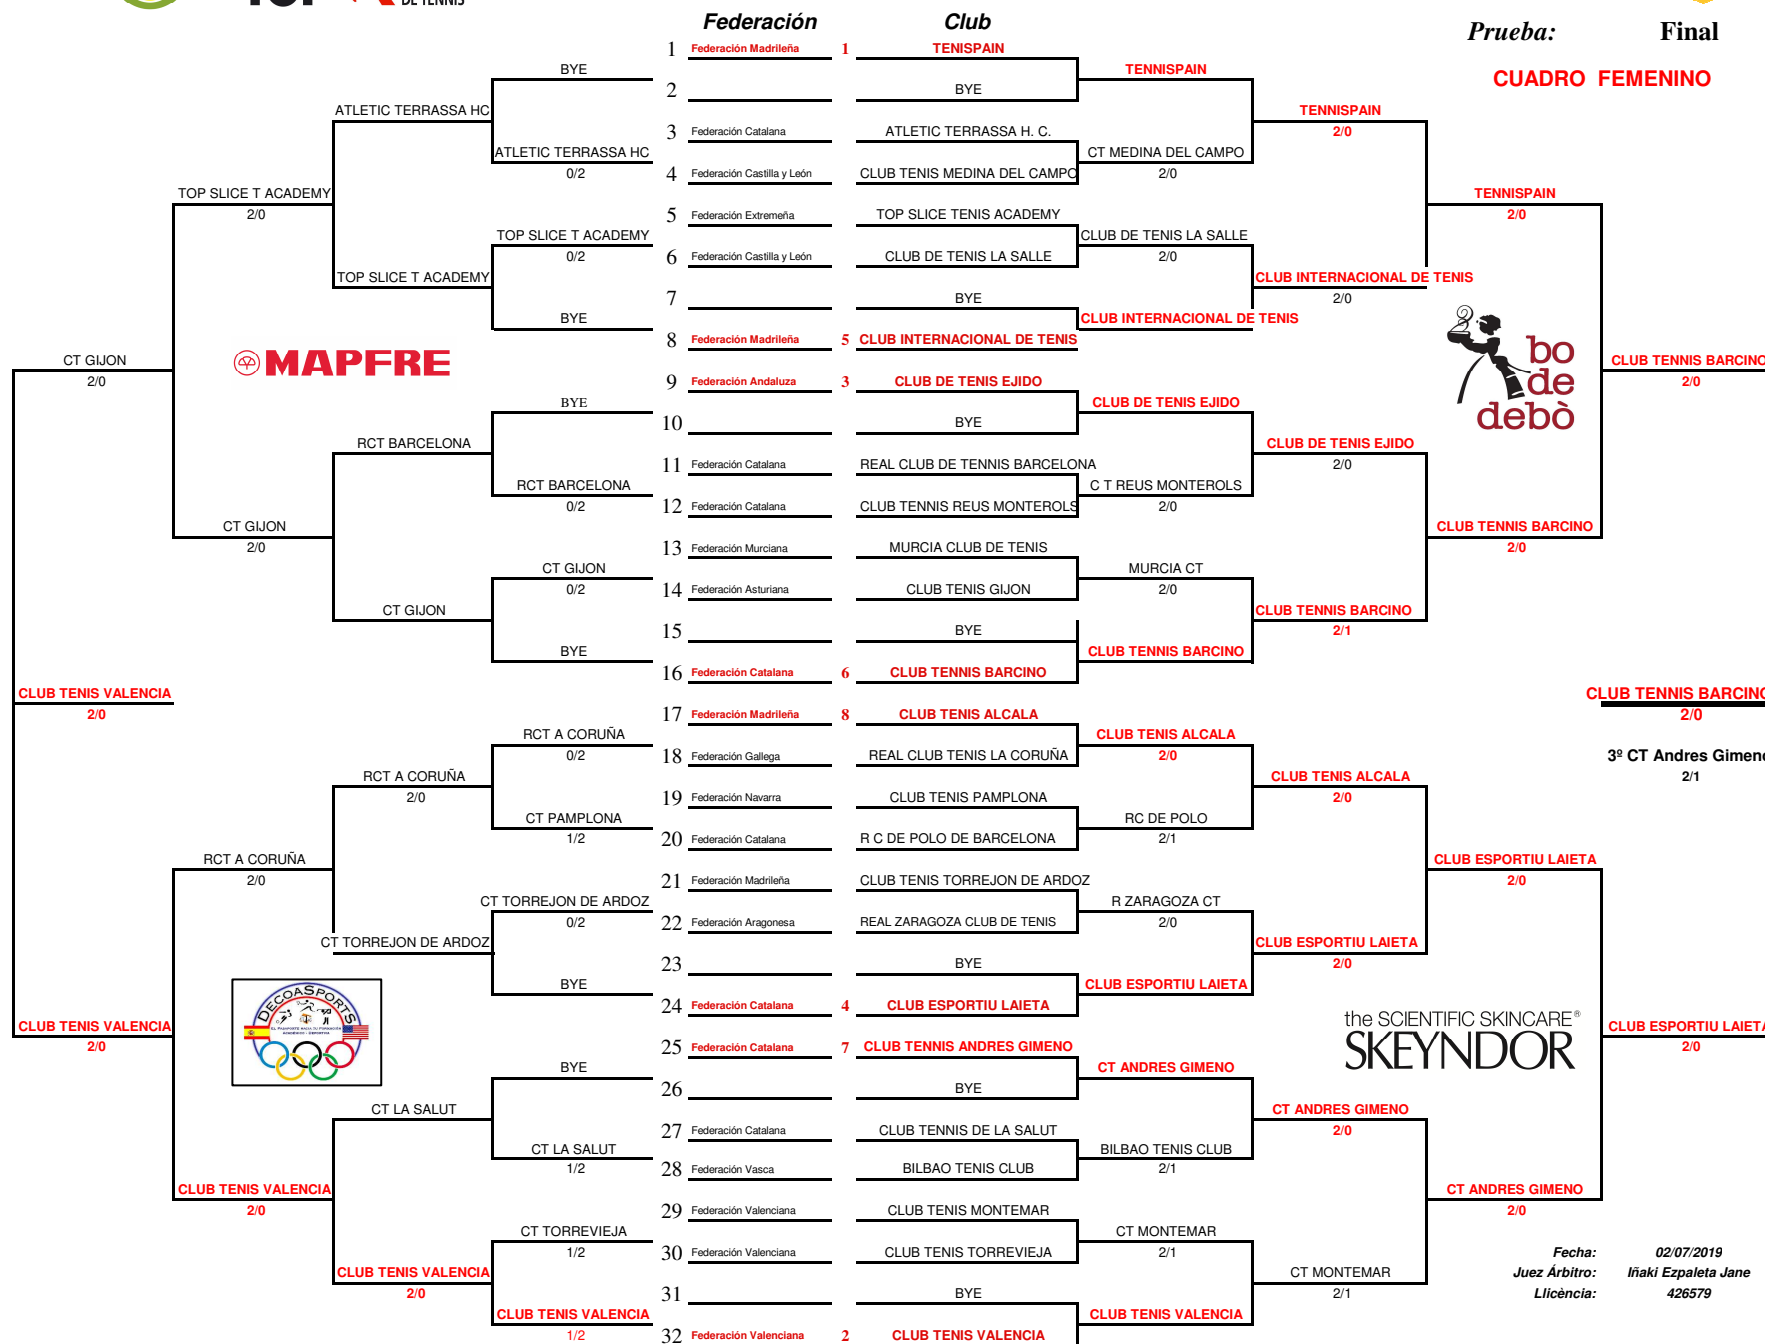 DE TENNIS
Federación Club
Prueba: Final
CUADRO FEMENINO
1 Federación Madrileña 1 TENISPAIN
BYE
TENNISPAIN
2 BYE
ATLETIC TERRASSA HC
TENNISPAIN
2/0
3 Federación Catalana ATLETIC TERRASSA H. C.
ATLETIC TERRASSA HC
0/2
CT MEDINA DEL CAMPO
2/0
4 Federación Castilla y León CLUB TENIS MEDINA DEL CAMPO
TOP SLICE T ACADEMY
2/0
TENNISPAIN
2/0
5 Federación Extremeña TOP SLICE TENIS ACADEMY
TOP SLICE T ACADEMY
0/2
CLUB DE TENIS LA SALLE
2/0
6 Federación Castilla y León CLUB DE TENIS LA SALLE
TOP SLICE T ACADEMY
CLUB INTERNACIONAL DE TENIS
2/0
7 BYE
BYE
CLUB INTERNACIONAL DE TENIS
8 Federación Madrileña 5 CLUB INTERNACIONAL DE TENIS
CT GIJON
2/0
MAPFRE
bo
de
debò
CLUB TENNIS BARCINO
2/0
9 Federación Andaluza 3 CLUB DE TENIS EJIDO
BYE
CLUB DE TENIS EJIDO
10 BYE
RCT BARCELONA
CLUB DE TENIS EJIDO
2/0
11 Federación Catalana REAL CLUB DE TENNIS BARCELONA
RCT BARCELONA
0/2
C T REUS MONTEROLS
2/0
12 Federación Catalana CLUB TENNIS REUS MONTEROLS
CT GIJON
2/0
CLUB TENNIS BARCINO
2/0
13 Federación Murciana MURCIA CLUB DE TENIS
CT GIJON
0/2
MURCIA CT
2/0
14 Federación Asturiana CLUB TENIS GIJON
CT GIJON
CLUB TENNIS BARCINO
2/1
15 BYE
BYE
CLUB TENNIS BARCINO
16 Federación Catalana 6 CLUB TENNIS BARCINO
CLUB TENIS VALENCIA
2/0
CLUB TENNIS BARCINO
2/0
17 Federación Madrileña 8 CLUB TENIS ALCALA
RCT A CORUÑA
0/2
CLUB TENIS ALCALA
2/0
18 Federación Gallega REAL CLUB TENIS LA CORUÑA
3º CT Andres Gimeno
2/1
RCT A CORUÑA
2/0
CLUB TENIS ALCALA
2/0
19 Federación Navarra CLUB TENIS PAMPLONA
CT PAMPLONA
1/2
RC DE POLO
2/1
20 Federación Catalana R C DE POLO DE BARCELONA
RCT A CORUÑA
2/0
CLUB ESPORTIU LAIETA
2/0
21 Federación Madrileña CLUB TENIS TORREJON DE ARDOZ
CT TORREJON DE ARDOZ
0/2
R ZARAGOZA CT
2/0
22 Federación Aragonesa REAL ZARAGOZA CLUB DE TENIS
CT TORREJON DE ARDOZ
CLUB ESPORTIU LAIETA
2/0
23 BYE
BYE
CLUB ESPORTIU LAIETA
24 Federación Catalana 4 CLUB ESPORTIU LAIETA
DECOASPORTS
CLUB TENIS VALENCIA
2/0
the SCIENTIFIC SKINCARE®
SKEYNDOR
CLUB ESPORTIU LAIETA
2/0
25 Federación Catalana 7 CLUB TENNIS ANDRES GIMENO
BYE
CT ANDRES GIMENO
26 BYE
CT LA SALUT
CT ANDRES GIMENO
2/0
27 Federación Catalana CLUB TENNIS DE LA SALUT
CT LA SALUT
1/2
BILBAO TENIS CLUB
2/1
28 Federación Vasca BILBAO TENIS CLUB
CLUB TENIS VALENCIA
2/0
CT ANDRES GIMENO
2/0
29 Federación Valenciana CLUB TENIS MONTEMAR
CT TORREVIEJA
1/2
CT MONTEMAR
2/1
30 Federación Valenciana CLUB TENIS TORREVIEJA
CLUB TENIS VALENCIA
2/0
CT MONTEMAR
2/1
31 BYE
CLUB TENIS VALENCIA
1/2
CLUB TENIS VALENCIA
32 Federación Valenciana 2 CLUB TENIS VALENCIA
Fecha: 02/07/2019
Juez Árbitro: Iñaki Ezpaleta Jane
Llicència: 426579